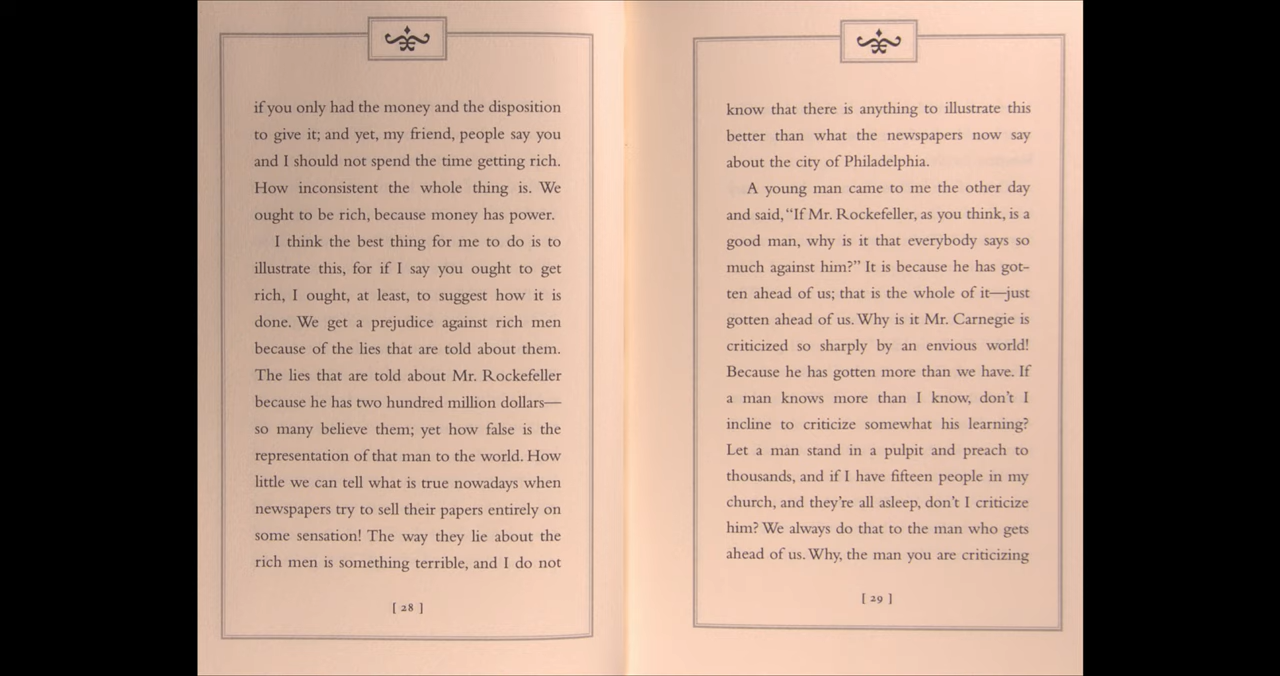 if you only had the money and the disposition
to give it; and yet, my friend, people say you
and I should not spend the time getting rich.
How inconsistent the whole thing is. We
ought to be rich, because money has power.
I think the best thing for me to do is to
illustrate this, for if I say you ought to get
rich, I ought, at least, to suggest how it is
done. We get a prejudice against rich men
because of the lies that are told about them.
The lies that are told about Mr. Rockefeller
because he has two hundred million dollars—
so many believe them; yet how false is the
representation of that man to the world. How
little we can tell what is true nowadays when
newspapers try to sell their papers entirely on
some sensation! The way they lie about the
rich men is something terrible, and I do not
[ 28 ]
know that there is anything to illustrate this
better than what the newspapers now say
about the city of Philadelphia.
A young man came to me the other day
and said, “If Mr. Rockefeller, as you think, is a
good man, why is it that everybody says so
much against him?” It is because he has got-
ten ahead of us; that is the whole of it—just
gotten ahead of us. Why is it Mr. Carnegie is
criticized so sharply by an envious world!
Because he has gotten more than we have. If
a man knows more than I know, don’t I
incline to criticize somewhat his learning?
Let a man stand in a pulpit and preach to
thousands, and if I have fifteen people in my
church, and they’re all asleep, don’t I criticize
him? We always do that to the man who gets
ahead of us. Why, the man you are criticizing
[ 29 ]